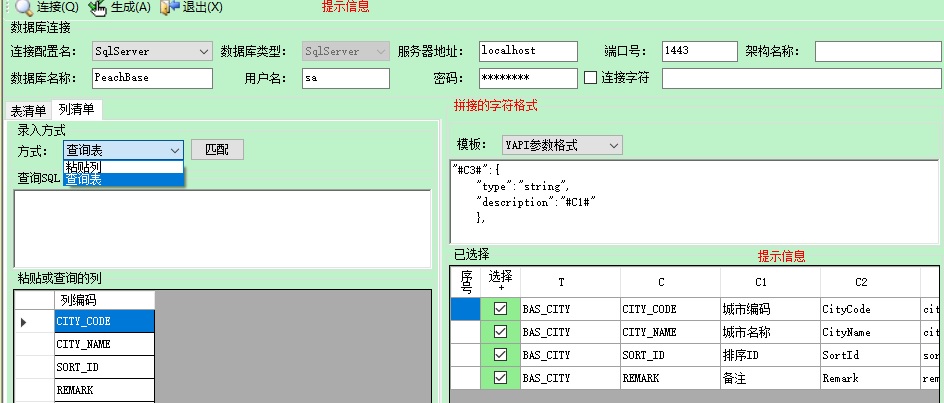 连接(Q) 生成(A) 退出(X) 提示信息
数据库连接
连接配置名： SqlServer 数据库类型： SqlServer 服务器地址： localhost 端口号： 1443 架构名称：
数据库名称： PeachBase 用户名： sa 密码： ******** 连接字符
表清单 列清单 拼接的字符格式
录入方式
方式： 查询表 匹配 模板： YAPI参数格式
粘贴列
查询表
查询SQL
"#C3#":{
"type":"string",
"description":"#C1#"
},
已选择 提示信息
粘贴或查询的列
序号 选择+ T C C1 C2
列编码
BAS_CITY CITY_CODE 城市编码 CityCode cit
CITY_CODE
BAS_CITY CITY_NAME 城市名称 CityName cit
CITY_NAME
BAS_CITY SORT_ID 排序ID SortId sor
SORT_ID
BAS_CITY REMARK 备注 Remark rem
REMARK